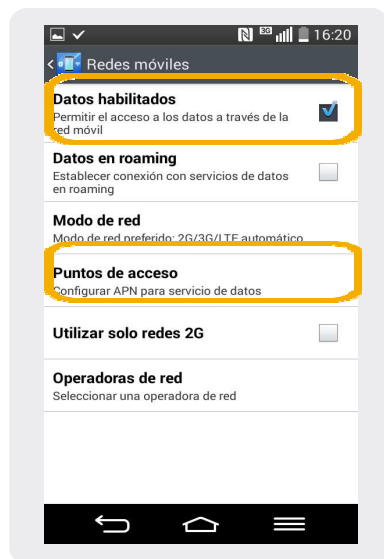 3G 16:20
Redes móviles
Datos habilitados
Permitir el acceso a los datos a través de la
red móvil
Datos en roaming
Establecer conexión con servicios de datos
en roaming
Modo de red
Modo de red preferido: 2G/3G/LTE automático
Puntos de acceso
Configurar APN para servicio de datos
Utilizar solo redes 2G
Operadoras de red
Seleccionar una operadora de red